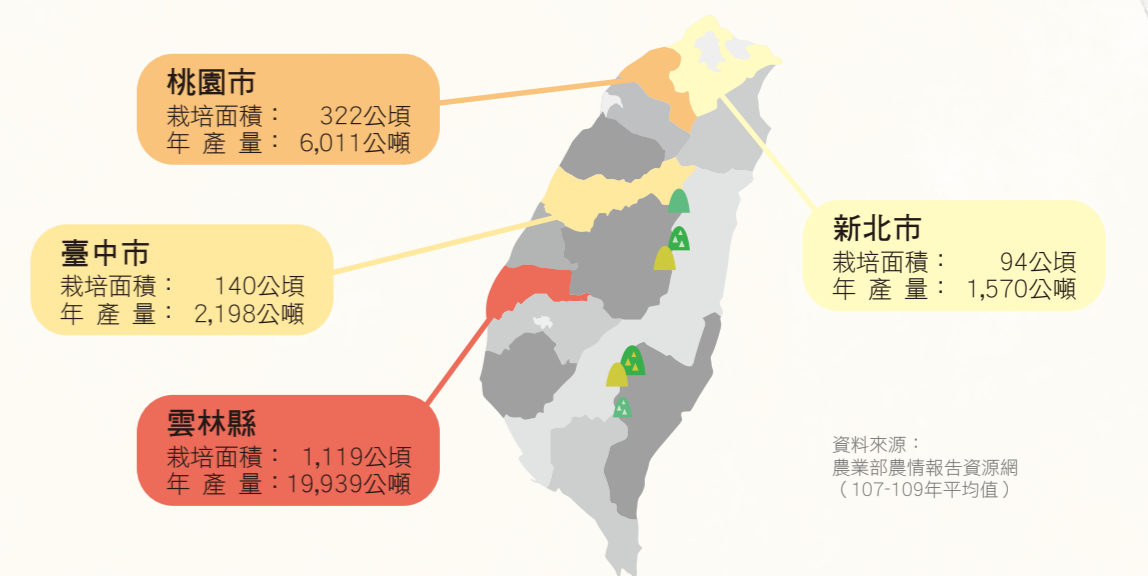 桃園市
栽培面積： 322公頃
年 產 量： 6,011公噸
臺中市
栽培面積： 140公頃
年 產 量： 2,198公噸
雲林縣
栽培面積： 1,119公頃
年 產 量：19,939公噸
新北市
栽培面積： 94公頃
年 產 量： 1,570公噸
資料來源：
農業部農情報告資源網
（107-109年平均值）